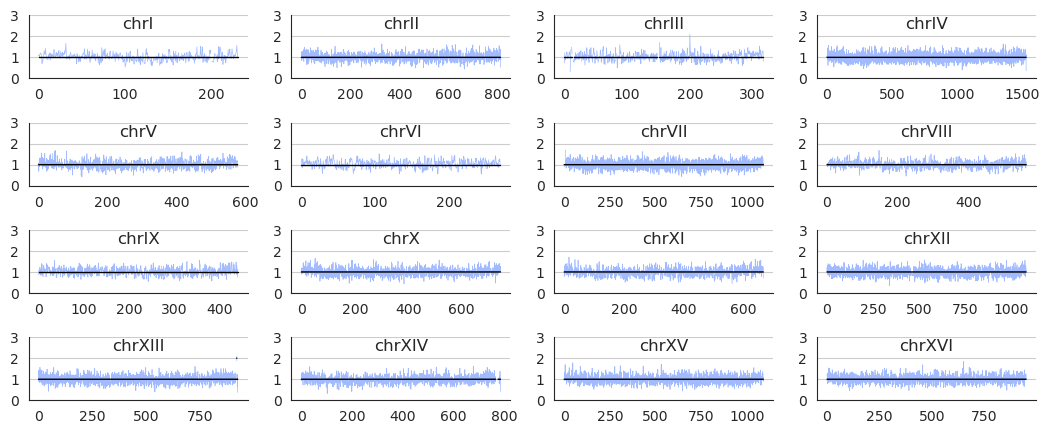 chrI chrII chrIII chrIV
3 3 3 3
2 2 2 2
1 1 1 1
0 0 0 0
0 100 200 0 200 400 600 800 0 100 200 300 0 500 1000 1500
chrV chrVI chrVII chrVIII
3 3 3 3
2 2 2 2
1 1 1 1
0 0 0 0
0 200 400 600 0 100 200 0 250 500 750 1000 0 200 400
chrIX chrX chrXI chrXII
3 3 3 3
2 2 2 2
1 1 1 1
0 0 0 0
0 100 200 300 400 0 200 400 600 0 200 400 600 0 250 500 750 1000
chrXIII chrXIV chrXV chrXVI
3 3 3 3
2 2 2 2
1 1 1 1
0 0 0 0
0 250 500 750 0 200 400 600 800 0 250 500 750 1000 0 250 500 750